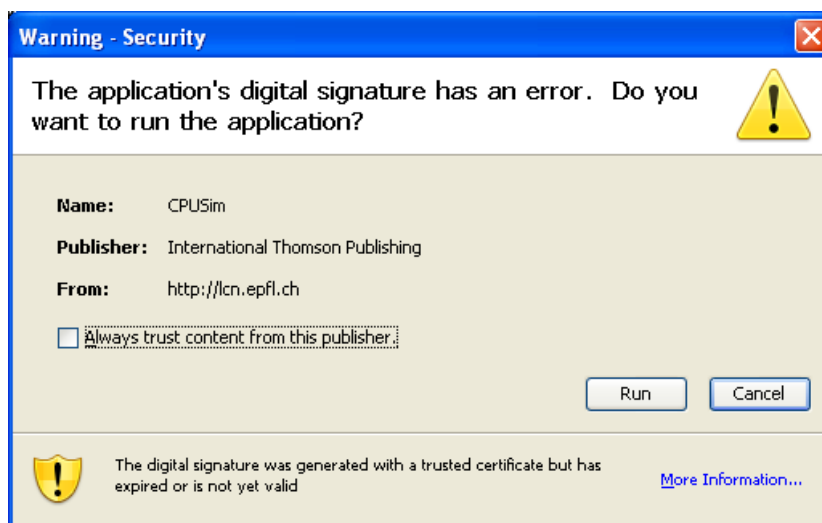 Warning - Security
The application's digital signature has an error. Do you
want to run the application?
Name: CPUSim
Publisher: International Thomson Publishing
From: http://lcn.epfl.ch
Always trust content from this publisher.
Run Cancel
The digital signature was generated with a trusted certificate but has
expired or is not yet valid
More Information...